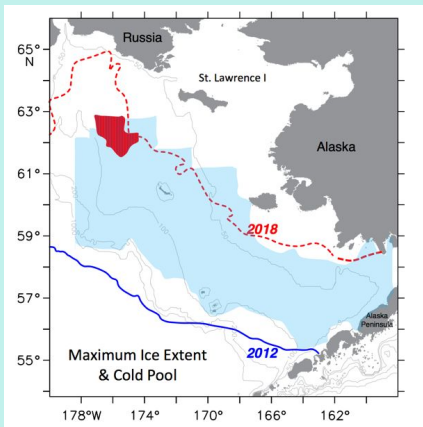 65°
N
63°
61°
59°
57°
55°
Russia
St. Lawrence I
Alaska
2018
2012
Alaska
Peninsula
Maximum Ice Extent
& Cold Pool
178°W
174°
170°
166°
162°